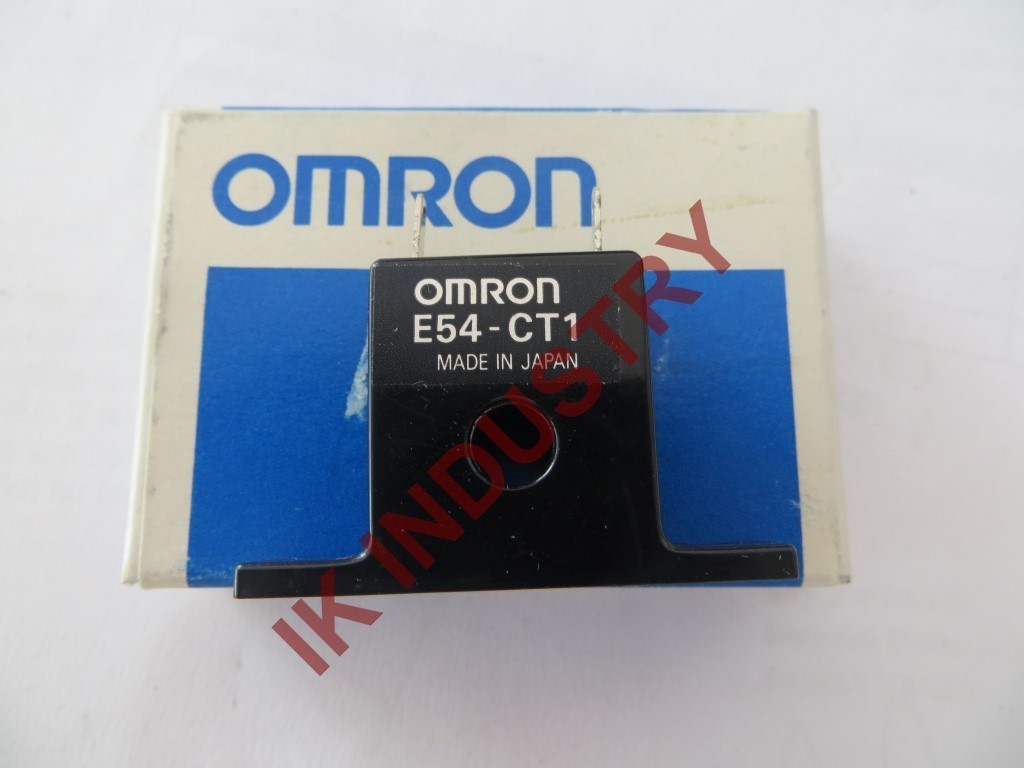 OMRON
OMRON
E54-CT1
MADE IN JAPAN
IK INDUSTRY